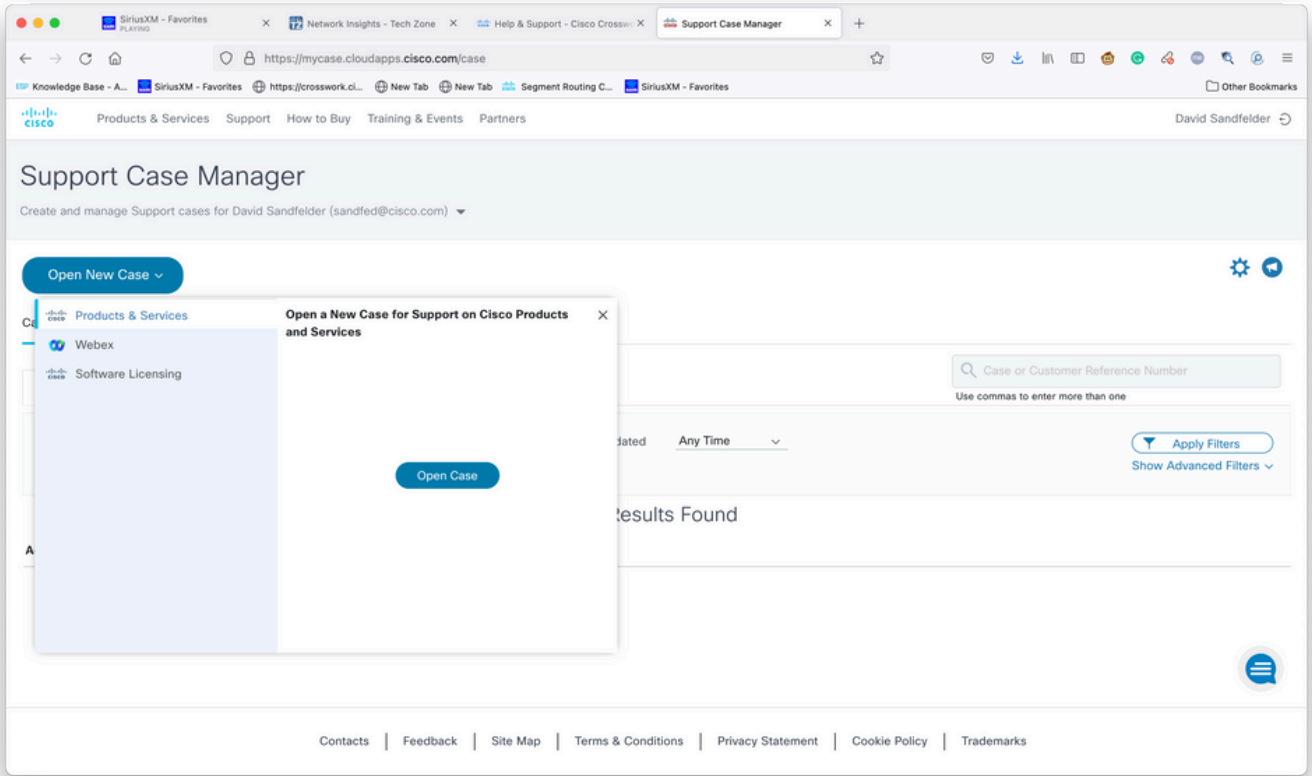 SiriusXM - Favorites
PLAYING
Network Insights - Tech Zone
Help & Support - Cisco Crossw
Support Case Manager
https://mycase.cloudapps.cisco.com/case
Knowledge Base - A...
SiriusXM - Favorites
https://crosswork.ci...
New Tab
New Tab
Segment Routing C...
SiriusXM - Favorites
Other Bookmarks
CISCO
Products & Services
Support
How to Buy
Training & Events
Partners
David Sandfelder
Support Case Manager
Create and manage Support cases for David Sandfelder (sandfed@cisco.com)
Open New Case
Products & Services
Webex
Software Licensing
Open a New Case for Support on Cisco Products
and Services
Open Case
Ca
Case or Customer Reference Number
Use commas to enter more than one
dated
Any Time
Apply Filters
Show Advanced Filters
Results Found
A
Contacts
Feedback
Site Map
Terms & Conditions
Privacy Statement
Cookie Policy
Trademarks